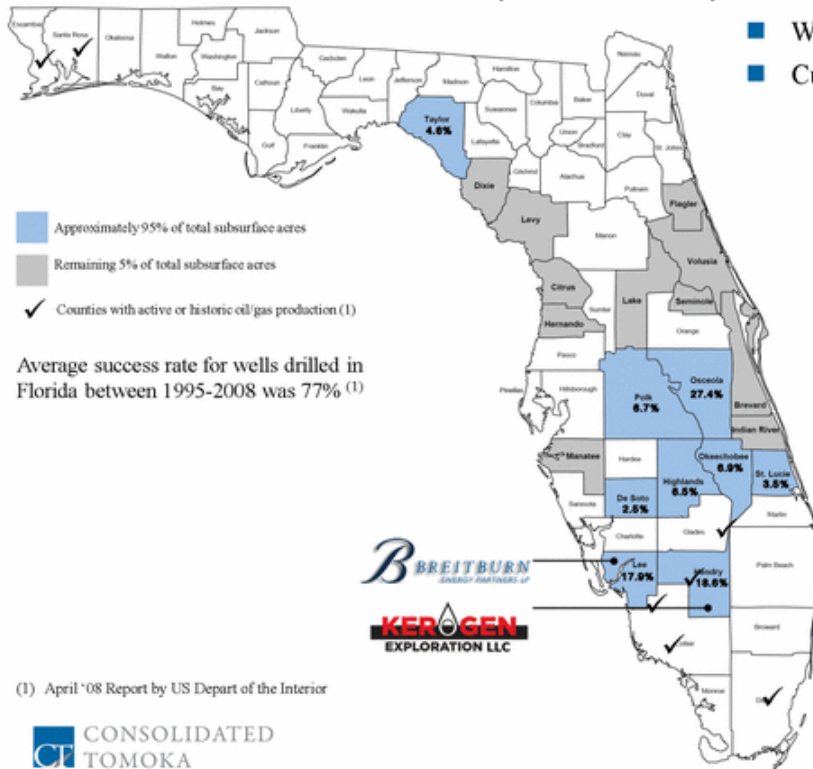 W
Cu
Escambia
Santa Rosa
Okaloosa
Holmes
Jackson
Walton
Washington
Bay
Calhoun
Gulf
Liberty
Gadsden
Leon
Wakulla
Franklin
Jefferson
Madison
Taylor
4.6%
Hamilton
Suwannee
Lafayette
Columbia
Baker
Nassau
Duval
Union
Bradford
Clay
St. Johns
Dixie
Gilchrist
Alachua
Putnam
Flagler
Levy
Marion
Volusia
Approximately 95% of total subsurface acres
Remaining 5% of total subsurface acres
Counties with active or historic oil/gas production (1)
Citrus
Sumter
Lake
Seminole
Hernando
Orange
Average success rate for wells drilled in
Florida between 1995-2008 was 77% (1)
Pasco
Pinellas
Hillsborough
Polk
6.7%
Osceola
27.4%
Brevard
Indian River
Manatee
Hardee
Highlands
6.5%
Okeechobee
6.9%
St. Lucie
3.5%
Sarasota
De Soto
2.5%
Martin
Charlotte
Glades
BREITBURN
ENERGY PARTNERS LP
Lee
17.9%
Hendry
18.6%
Palm Beach
KEROGEN
EXPLORATION LLC
Collier
Broward
Monroe
(1) April '08 Report by US Depart of the Interior
CT CONSOLIDATED
TOMOKA